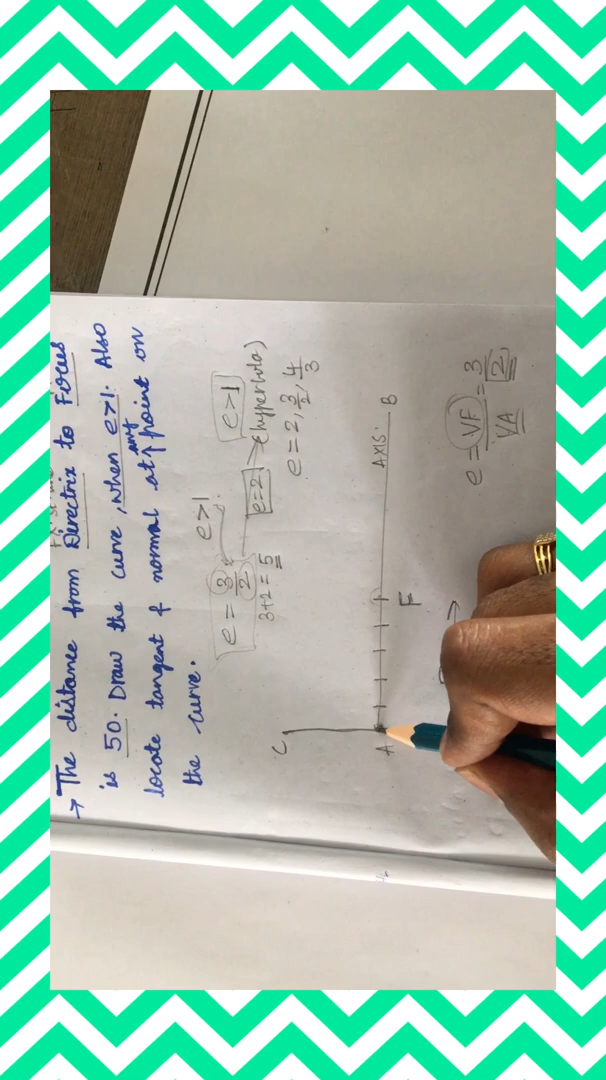 → The distance from Directrix to Focus
is 50. Draw the curve, when e>1. Also
locate tangent & normal at any point on
the curve.
e = 3/2
e>1
3+2=5
e=2
e>1
(hyperbola)
e = 2, 3/2, 4/3
C
A
F
AXIS.
B
e = VF/VA = 3/2